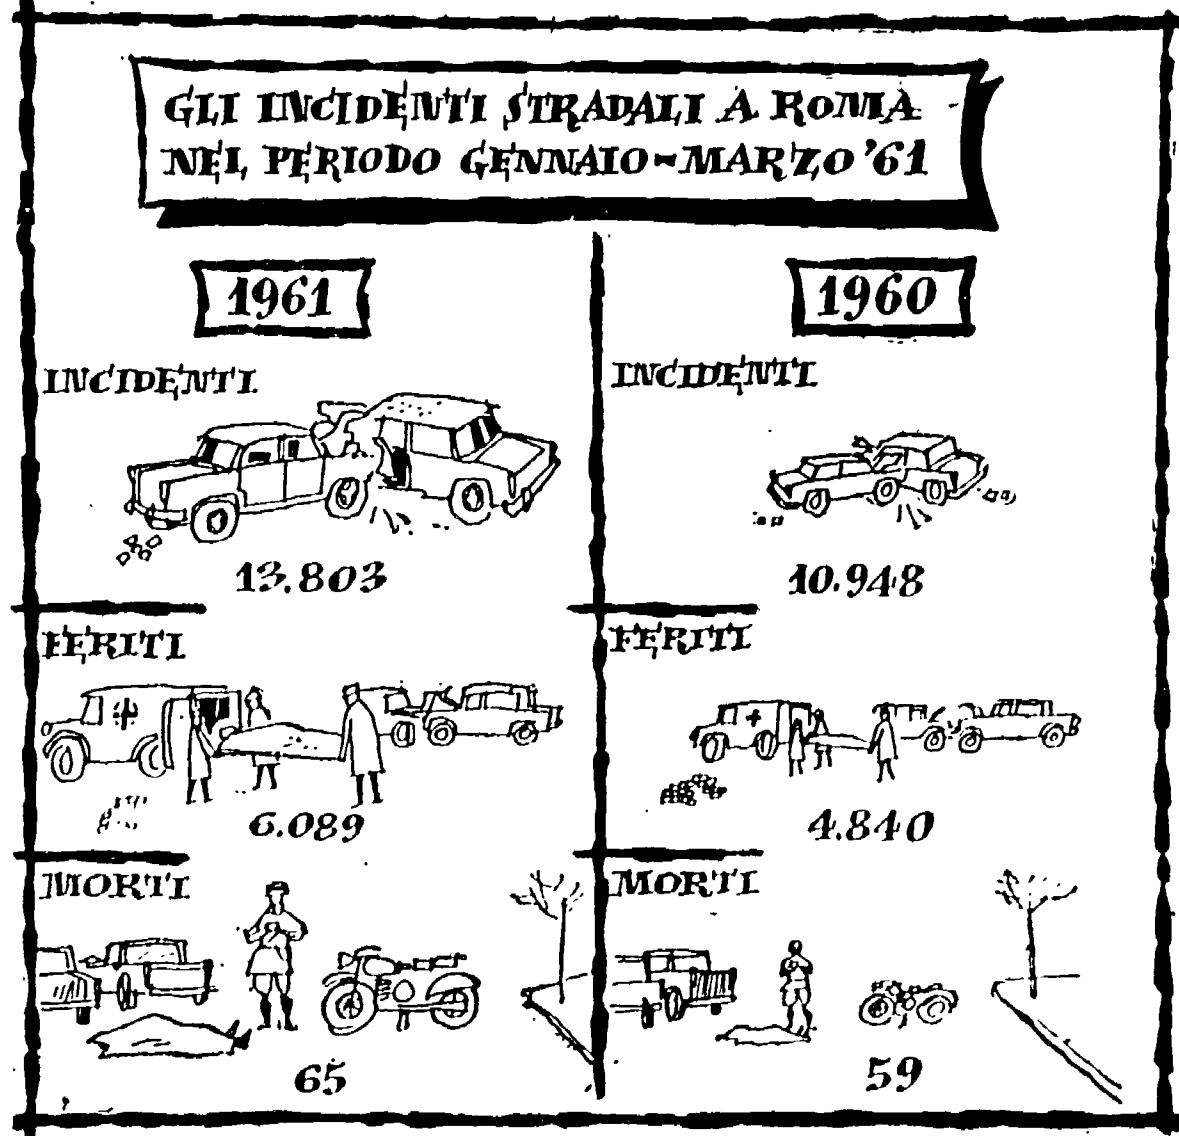 GLI INCIDENTI STRADALI A ROMA
NEL PERIODO GENNAIO-MARZO '61
1961
INCIDENTI
13.803
FERITI
6.089
MORTI
65
1960
INCIDENTI
10.948
FERITI
4.840
MORTI
59